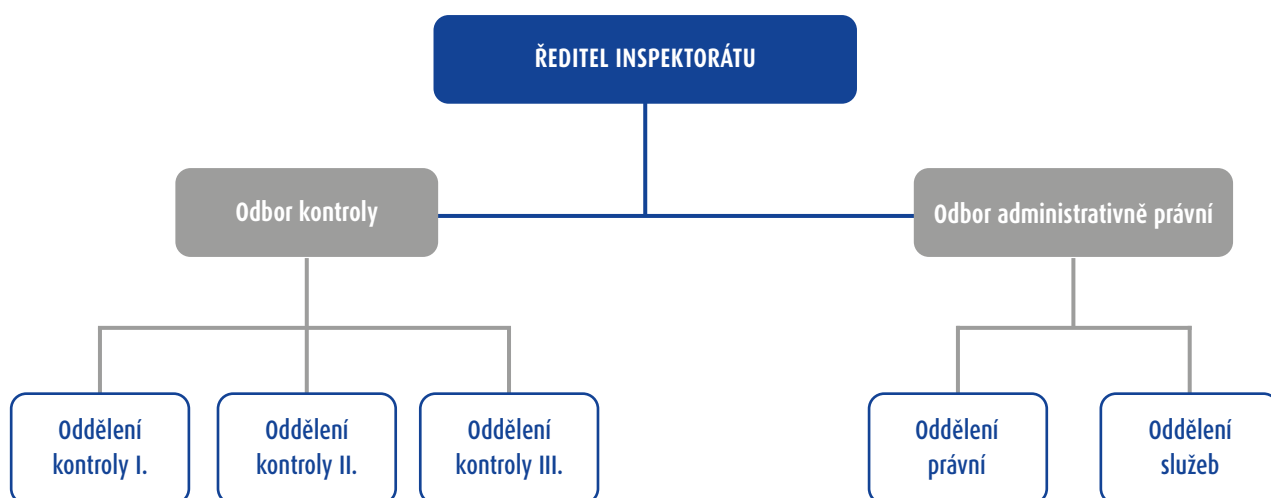 ŘEDITEL INSPEKTORÁTU
Odbor kontroly
Odbor administrativně právní
Oddělení
kontroly I.
Oddělení
kontroly II.
Oddělení
kontroly III.
Oddělení
právní
Oddělení
služeb